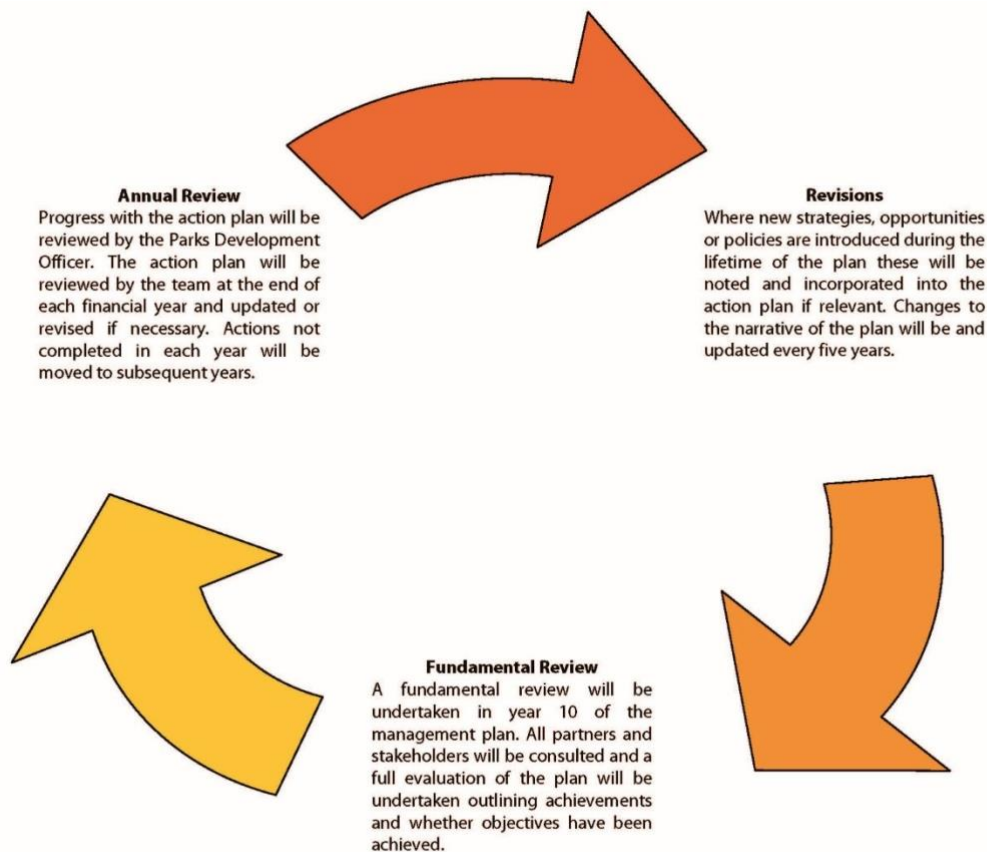 Annual Review
Progress with the action plan will be
reviewed by the Parks Development
Officer. The action plan will be
reviewed by the team at the end of
each financial year and updated or
revised if necessary. Actions not
completed in each year will be
moved to subsequent years.
Revisions
Where new strategies, opportunities
or policies are introduced during the
lifetime of the plan these will be
noted and incorporated into the
action plan if relevant. Changes to
the narrative of the plan will be and
updated every five years.
Fundamental Review
A fundamental review will be
undertaken in year 10 of the
management plan. All partners and
stakeholders will be consulted and a
full evaluation of the plan will be
undertaken outlining achievements
and whether objectives have been
achieved.